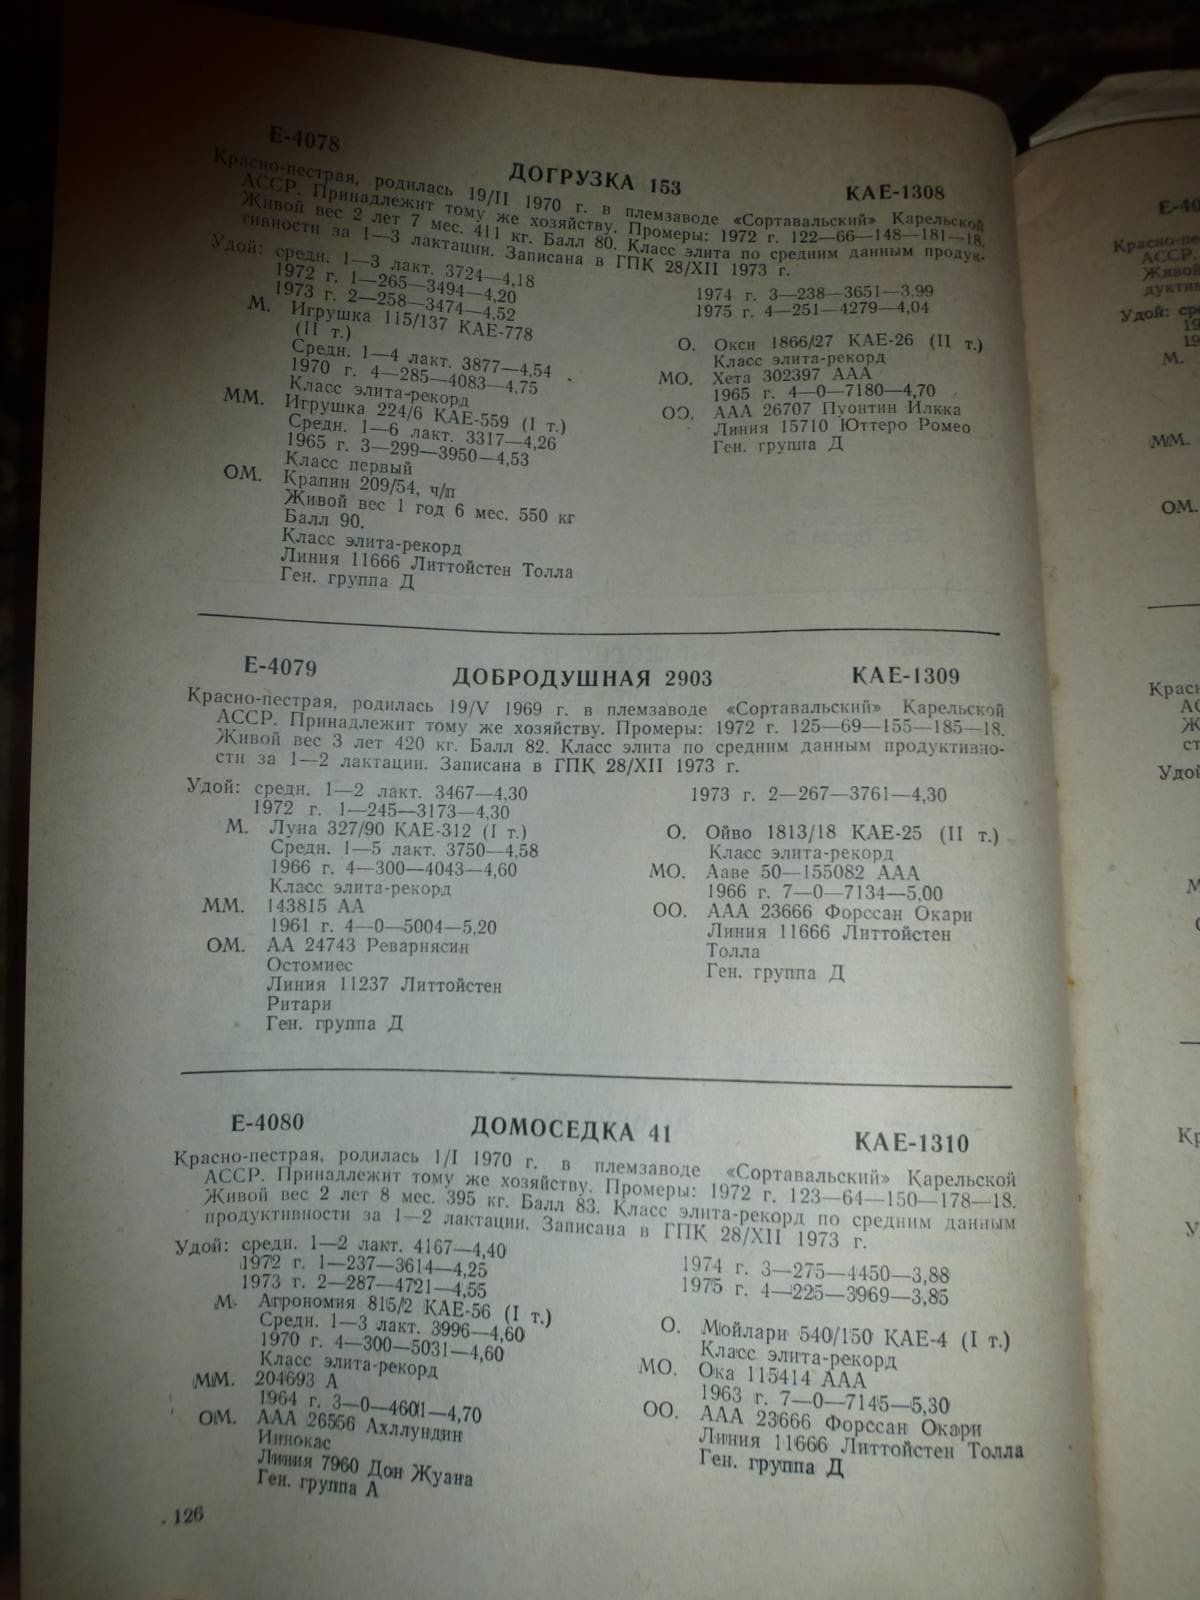 Е-4078
ДОГРУЗКА 153
КАЕ-1308
Красно-пестрая, родилась 19/II 1970 г. в племзаводе «Сортавальский» Карельской
АССР. Принадлежит тому же хозяйству. Промеры: 1972 г. 122—66—148—181—18.
Живой вес 2 лет 7 мес. 411 кг. Балл 80. Класс элита по средним данным продук-
тивности за 1—3 лактации. Записана в ГПК 28/XII 1973 г.
Удой: средн. 1—3 лакт. 3724—4,18
1972 г. 1—265—3494—4,20
1973 г. 2—258—3474—4,52
М. Игрушка 115/137 КАЕ-778
(II т.)
Средн. 1—4 лакт. 3877—4,54
1970 г. 4—285—4083—4,75
Класс элита-рекорд
ММ. Игрушка 224/6 КАЕ-559 (I т.)
Средн. 1—6 лакт. 3317—4,26
1965 г. 3—299—3950—4,53
Класс первый
ОМ. Крапин 209/54, ч/п
Живой вес 1 год 6 мес. 550 кг
Балл 90.
Класс элита-рекорд
Линия 11666 Литтойстен Толла
Ген. группа Д
1974 г. 3—238—3651—3,99
1975 г. 4—251—4279—4,04
О. Окси 1866/27 КАЕ-26 (II т.)
Класс элита-рекорд
МО. Хета 302397 ААА
1965 г. 4—0—7180—4,70
ОО. ААА 26707 Пуонтин Илкка
Линия 15710 Юттеро Ромео
Ген. группа Д
Е-4079
ДОБРОДУШНАЯ 2903
КАЕ-1309
Красно-пестрая, родилась 19/V 1969 г. в племзаводе «Сортавальский» Карельской
АССР. Принадлежит тому же хозяйству. Промеры: 1972 г. 125—69—155—185—18.
Живой вес 3 лет 420 кг. Балл 82. Класс элита по средним данным продуктивно-
сти за 1—2 лактации. Записана в ГПК 28/XII 1973 г.
Удой: средн. 1—2 лакт. 3467—4,30
1972 г. 1—245—3173—4,30
М. Луна 327/90 КАЕ-312 (I т.)
Средн. 1—5 лакт. 3750—4,58
1966 г. 4—300—4043—4,60
Класс элита-рекорд
ММ. 143815 АА
1961 г. 4—0—5004—5,20
ОМ. АА 24743 Реварнясин
Остомиес
Линия 11237 Литтойстен
Ритари
Ген. группа Д
1973 г. 2—267—3761—4,30
О. Ойво 1813/18 КАЕ-25 (II т.)
Класс элита-рекорд
МО. Ааве 50—155082 ААА
1966 г. 7—0—7134—5,00
ОО. ААА 23666 Форссан Окари
Линия 11666 Литтойстен
Толла
Ген. группа Д
Е-4080
ДОМОСЕДКА 41
КАЕ-1310
Красно-пестрая, родилась 1/I 1970 г. в племзаводе «Сортавальский» Карельской
АССР. Принадлежит тому же хозяйству. Промеры: 1972 г. 123—64—150—178—18.
Живой вес 2 лет 8 мес. 395 кг. Балл 83. Класс элита-рекорд по средним данным
продуктивности за 1—2 лактации. Записана в ГПК 28/XII 1973 г.
Удой: средн. 1—2 лакт. 4167—4,40
1972 г. 1—237—3614—4,25
1973 г. 2—287—4721—4,55
М. Агрономия 815/2 КАЕ-56 (I т.)
Средн. 1—3 лакт. 3996—4,60
1970 г. 4—300—5031—4,60
Класс элита-рекорд
ММ. 204693 А
1964 г. 3—0—4601—4,70
ОМ. ААА 26556 Ахллундин
Иннокас
Линия 7960 Дон Жуана
Ген. группа А
1974 г. 3—275—4450—3,88
1975 г. 4—225—3969—3,85
О. Мюйлари 540/150 КАЕ-4 (I т.)
Класс элита-рекорд
МО. Ока 115414 ААА
1963 г. 7—0—7145—5,30
ОО. ААА 23666 Форссан Окари
Линия 11666 Литтойстен Толла
Ген. группа Д
126